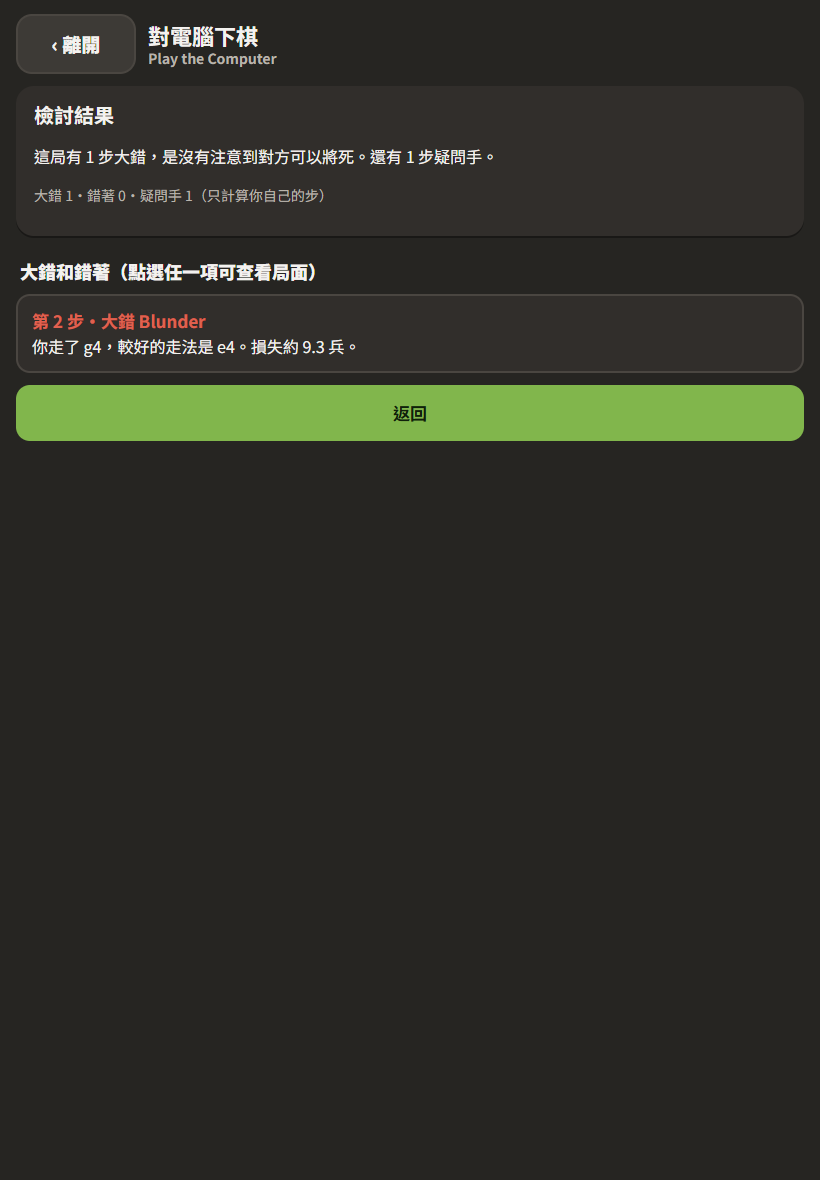 ‹ 離開
對電腦下棋
Play the Computer
檢討結果
這局有 1 步大錯，是沒有注意到對方可以將死。還有 1 步疑問手。
大錯 1・錯著 0・疑問手 1（只計算你自己的步）
大錯和錯著（點選任一項可查看局面）
第 2 步・大錯 Blunder
你走了 g4，較好的走法是 e4。損失約 9.3 兵。
返回